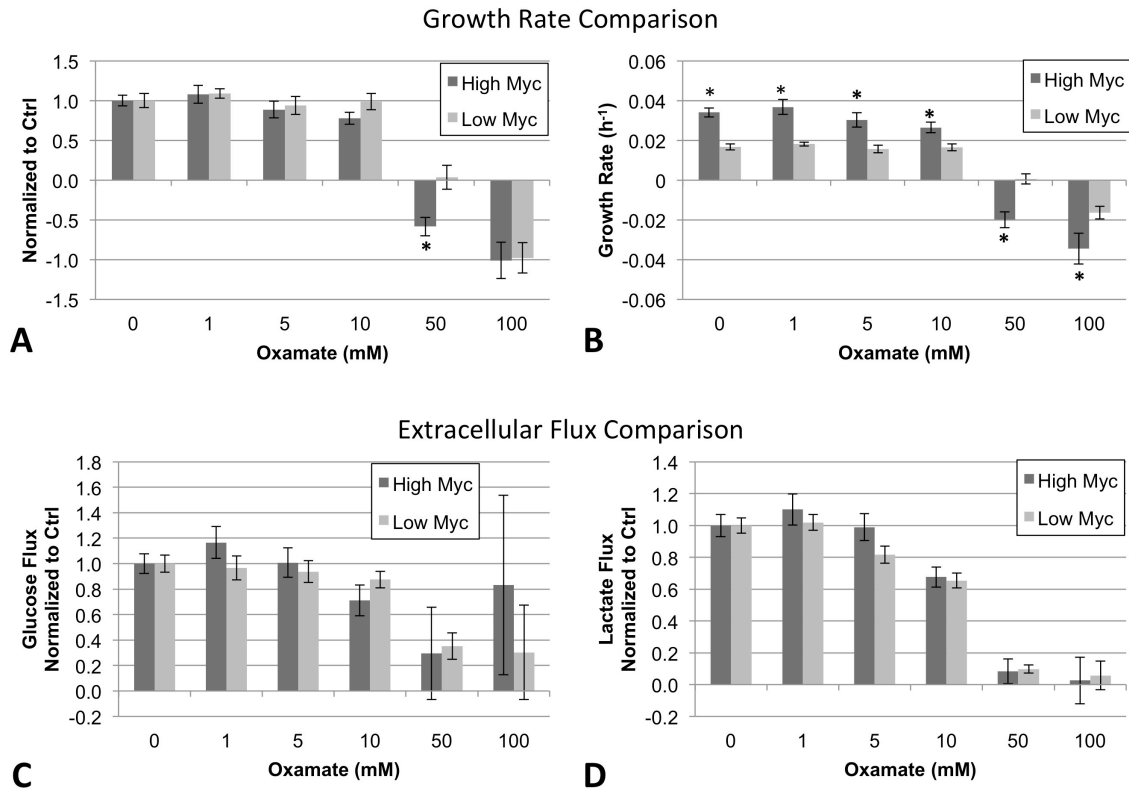 Growth Rate Comparison
1.5
1.0
0.5
0.0
-0.5
-1.0
-1.5
Normalized to Ctrl
High Myc
Low Myc
*
0 1 5 10 50 100
Oxamate (mM)
A
0.06
0.04
0.02
0
-0.02
-0.04
-0.06
Growth Rate (h⁻¹)
High Myc
Low Myc
* * * *
*
*
0 1 5 10 50 100
Oxamate (mM)
B
Extracellular Flux Comparison
1.8
1.6
1.4
1.2
1.0
0.8
0.6
0.4
0.2
0.0
-0.2
Glucose Flux
Normalized to Ctrl
High Myc
Low Myc
0 1 5 10 50 100
Oxamate (mM)
C
1.4
1.2
1.0
0.8
0.6
0.4
0.2
0.0
-0.2
Lactate Flux
Normalized to Ctrl
High Myc
Low Myc
0 1 5 10 50 100
Oxamate (mM)
D